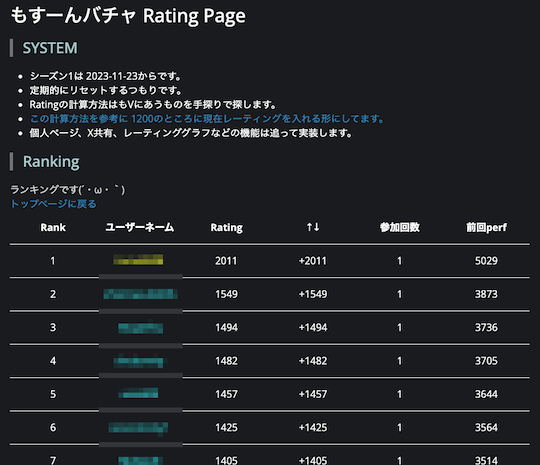 もすーんバチャ Rating Page
SYSTEM
シーズン1は 2023-11-23からです。
定期的にリセットするつもりです。
Ratingの計算方法はもVにあうものを手探りで探します。
この計算方法を参考に 1200のところに現在レーティングを入れる形にしてます。
個人ページ、X共有、レーティンググラフなどの機能は追って実装します。
Ranking
ランキングです(´・ω・｀)
トップページに戻る
Rank ユーザーネーム Rating ↑↓ 参加回数 前回perf
1 2011 +2011 1 5029
2 1549 +1549 1 3873
3 1494 +1494 1 3736
4 1482 +1482 1 3705
5 1457 +1457 1 3644
6 1425 +1425 1 3564
7 1405 +1405 1 3514